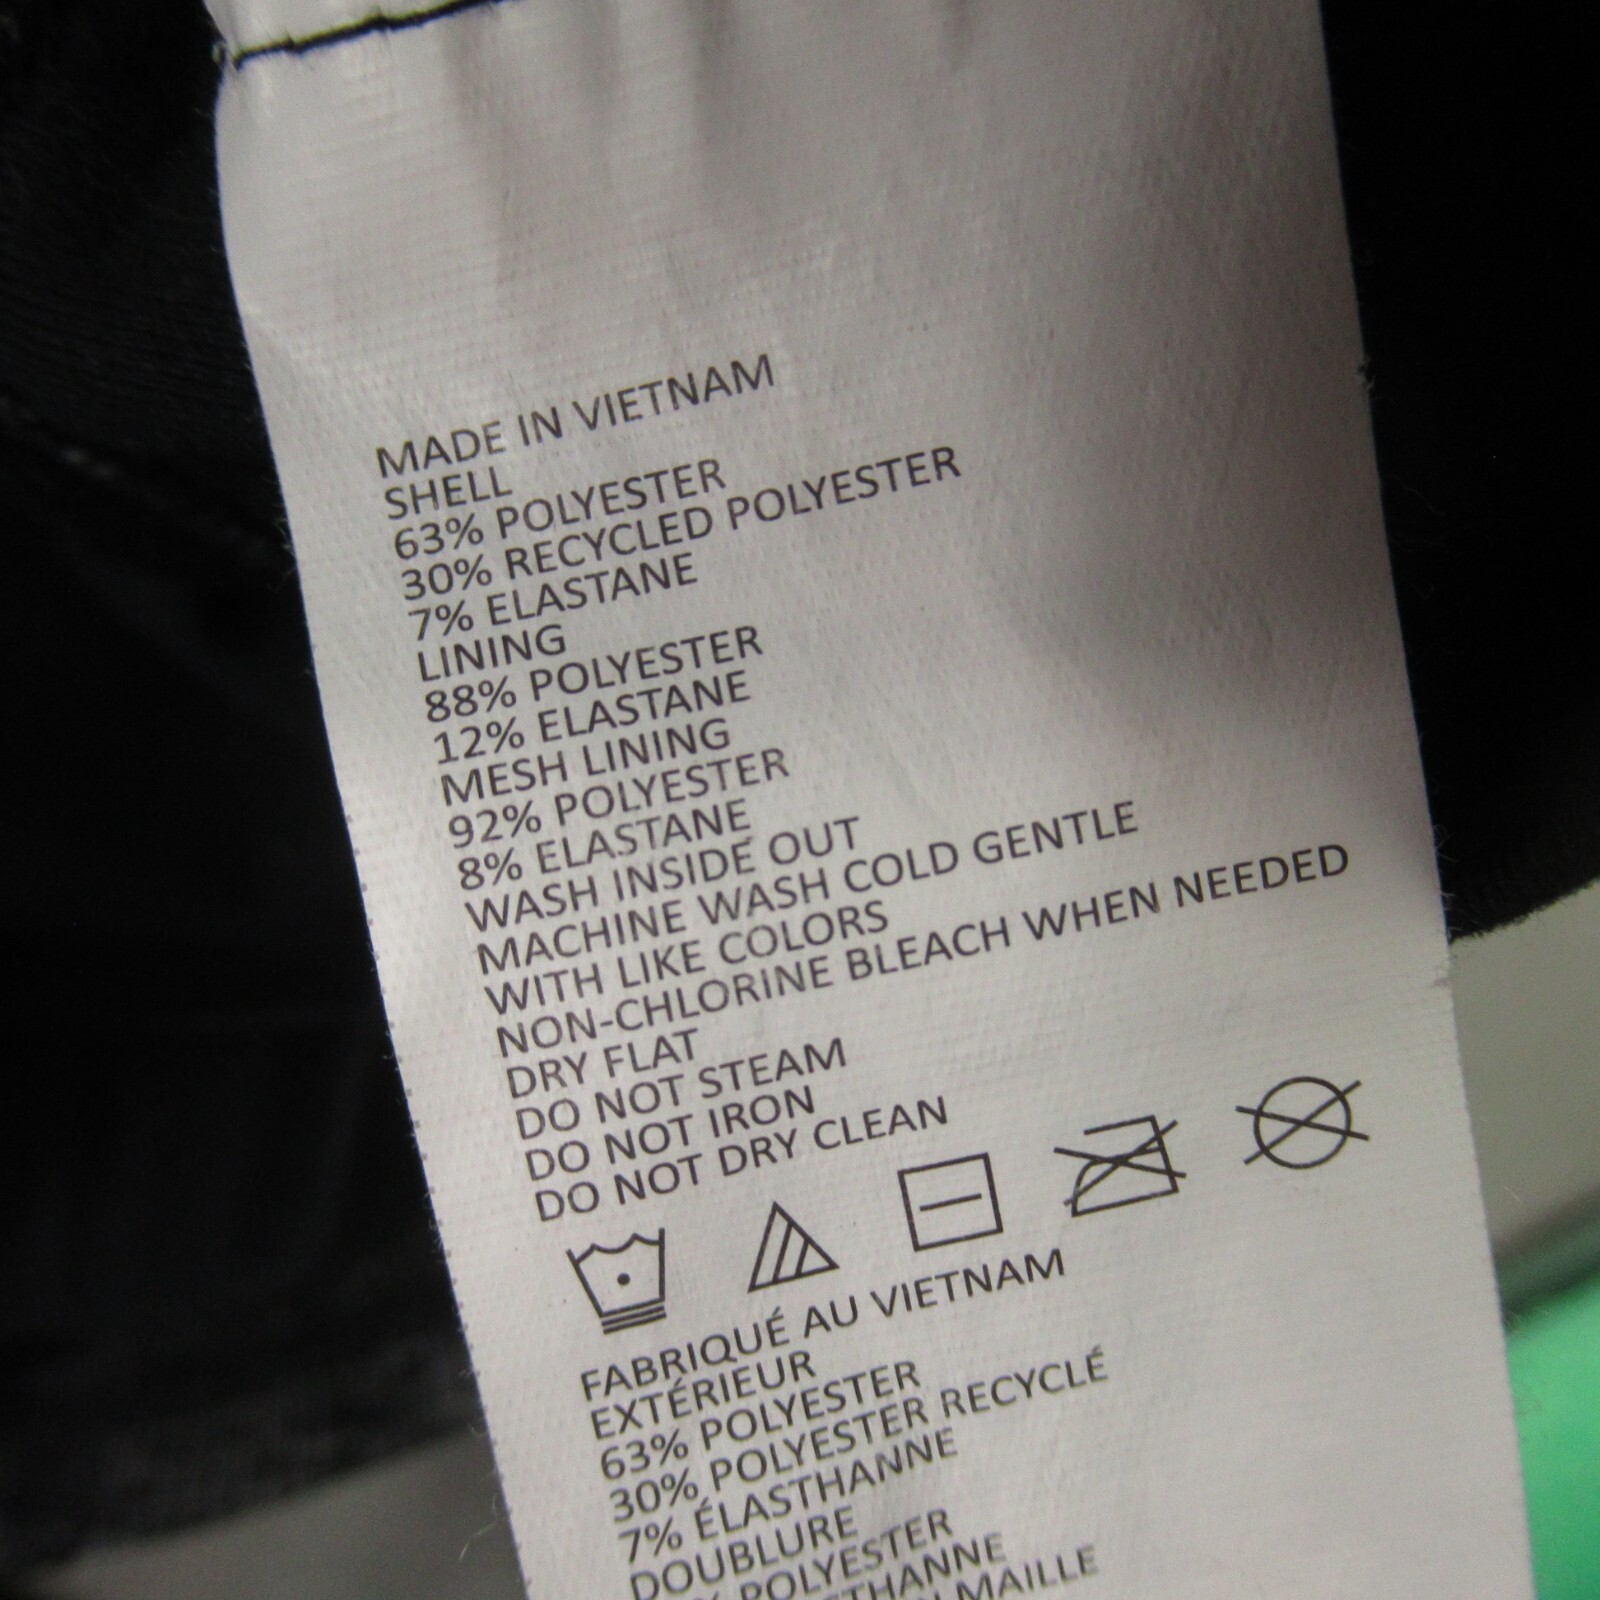 MADE IN VIETNAM
SHELL
63% POLYESTER
30% RECYCLED POLYESTER
7% ELASTANE
LINING
88% POLYESTER
12% ELASTANE
MESH LINING
92% POLYESTER
8% ELASTANE
WASH INSIDE OUT
MACHINE WASH COLD GENTLE
WITH LIKE COLORS
NON-CHLORINE BLEACH WHEN NEEDED
DRY FLAT
DO NOT STEAM
DO NOT IRON
DO NOT DRY CLEAN
FABRIQUÉ AU VIETNAM
EXTÉRIEUR
63% POLYESTER
30% POLYESTER RECYCLÉ
7% ÉLASTHANNE
DOUBLURE
% POLYESTER
THANNE
MAILLE